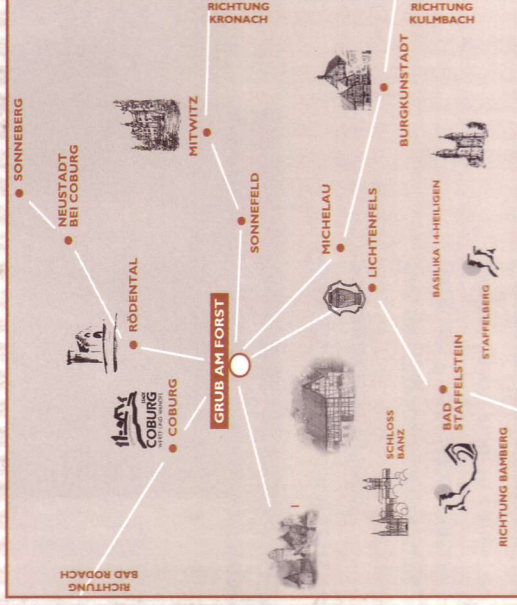 RICHTUNG
KRONACH
RICHTUNG
KULMBACH
SONNEBERG
NEUSTADT
BEI COBURG
MITWITZ
BURGKUNSTADT
SONNEFELD
MICHELAU
LICHTENFELS
BASILIKA 14-HEILIGEN
STAFFELBERG
RÖDENTAL
GRUB AM FORST
COBURG
COBURG
BAD
STAFFELSTEIN
SCHLOSS
BANZ
RICHTUNG BAMBERG
RICHTUNG
BAD RODACH